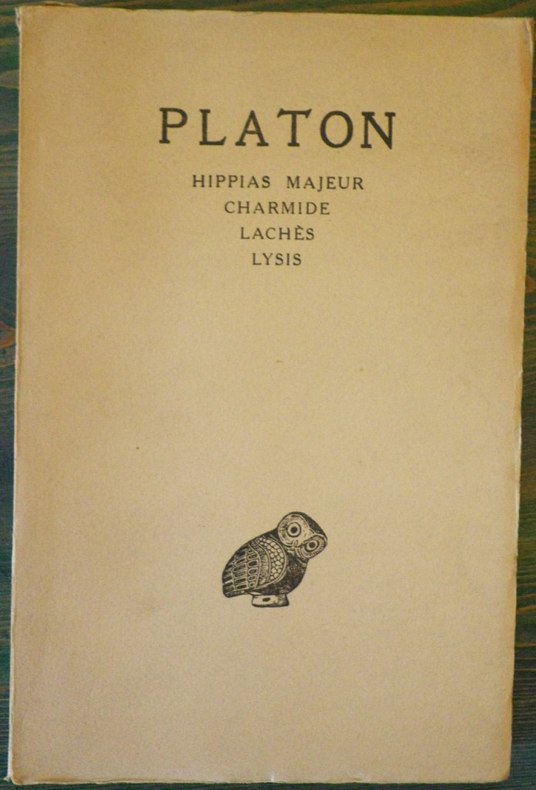 PLATON
HIPPIAS MAJEUR
CHARMIDE
LACHÈS
LYSIS